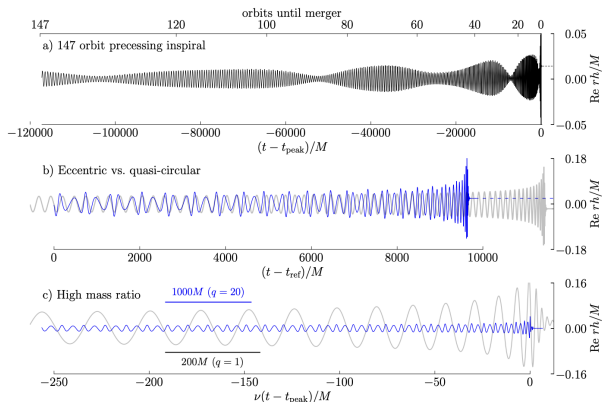 orbits until merger
147 120 100 80 60 40 20 0
a) 147 orbit precessing inspiral
0.05
0.00
−0.05
Re rh/M
−120000 −100000 −80000 −60000 −40000 −20000 0
(t − t_peak)/M
b) Eccentric vs. quasi-circular
0.18
0.00
−0.18
Re rh/M
0 2000 4000 6000 8000 10000
(t − t_ref)/M
c) High mass ratio
1000M (q = 20)
200M (q = 1)
0.16
0.00
−0.16
Re rh/M
−250 −200 −150 −100 −50 0
ν(t − t_peak)/M